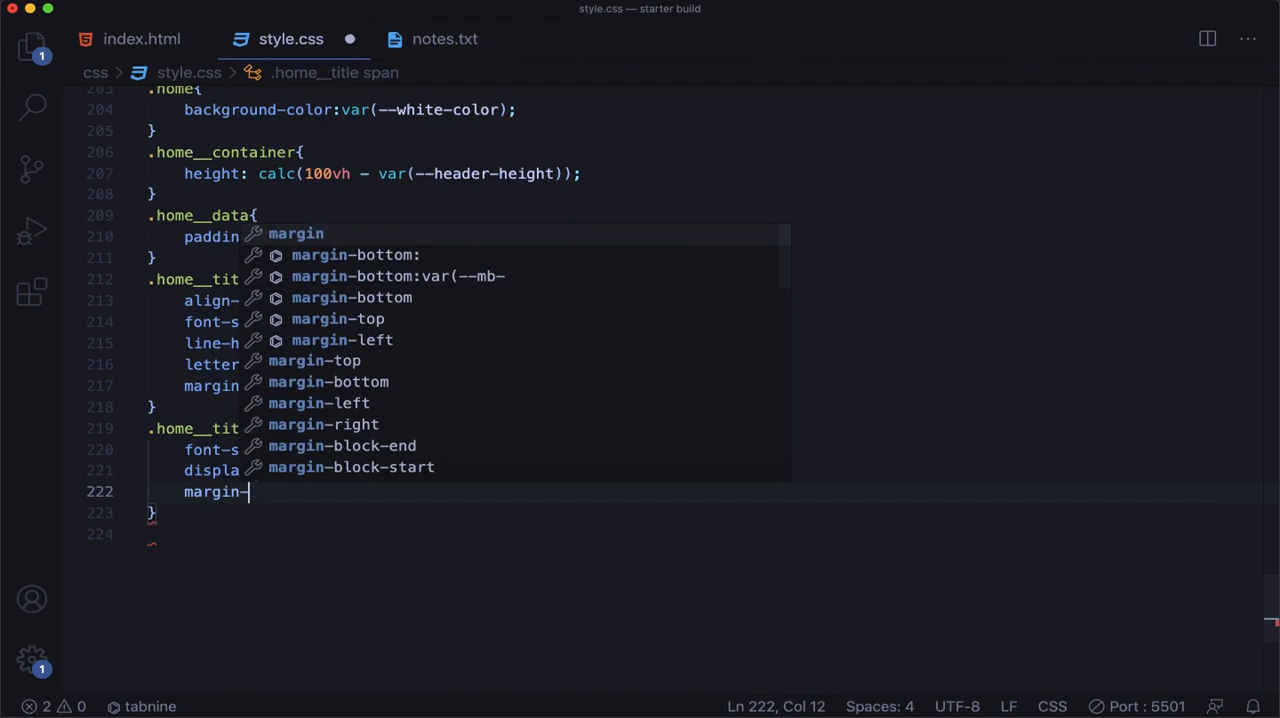 style.css — starter build
index.html
style.css
notes.txt
1
css > style.css > .home__title span
203 .home{
204 background-color:var(--white-color);
205 }
206 .home__container{
207 height: calc(100vh - var(--header-height));
208 }
209 .home__data{
210 paddin
211 }
212 .home__tit
213 align-
214 font-s
215 line-h
216 letter
217 margin
218 }
219 .home__tit
220 font-s
221 displa
222 margin-
223 }
224
margin
margin-bottom:
margin-bottom:var(--mb-
margin-bottom
margin-top
margin-left
margin-top
margin-bottom
margin-left
margin-right
margin-block-end
margin-block-start
1
2 0 tabnine Ln 222, Col 12 Spaces: 4 UTF-8 LF CSS Port : 5501